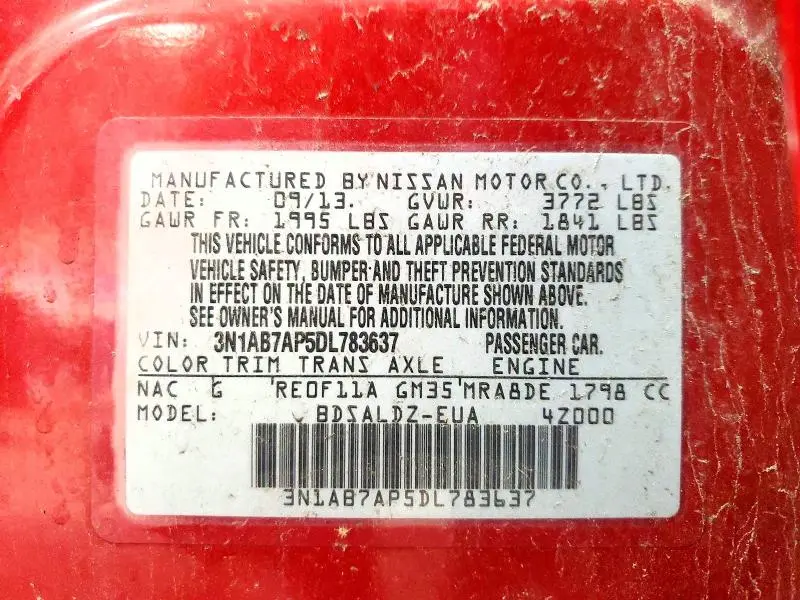 MANUFACTURED BY NISSAN MOTOR CO., LTD.
DATE: 09/13. GVWR: 3772 LBS
GAWR FR: 1995 LBS GAWR RR: 1841 LBS
THIS VEHICLE CONFORMS TO ALL APPLICABLE FEDERAL MOTOR
VEHICLE SAFETY, BUMPER AND THEFT PREVENTION STANDARDS
IN EFFECT ON THE DATE OF MANUFACTURE SHOWN ABOVE.
SEE OWNER'S MANUAL FOR ADDITIONAL INFORMATION.
VIN: 3N1AB7AP5DL783637 PASSENGER CAR.
COLOR TRIM TRANS AXLE ENGINE
NAC G RE0F11A GM35 MRA8DE 1798 CC
MODEL: BDSALDZ-EUA 4Z000
3N1AB7AP5DL783637